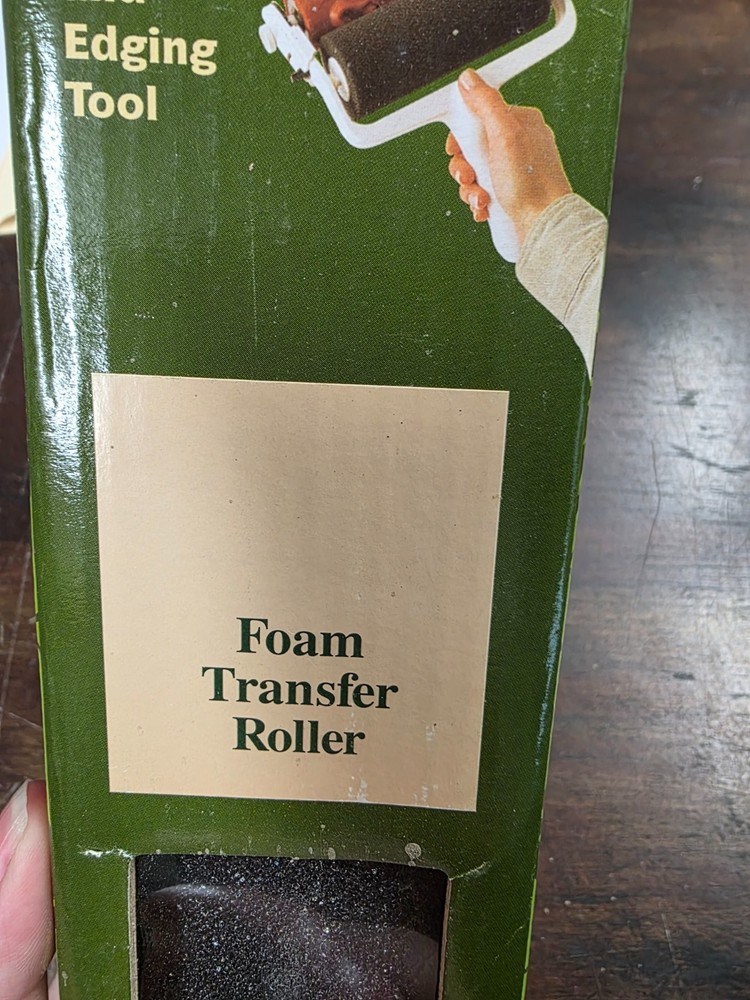 Edging
Tool
Foam
Transfer
Roller